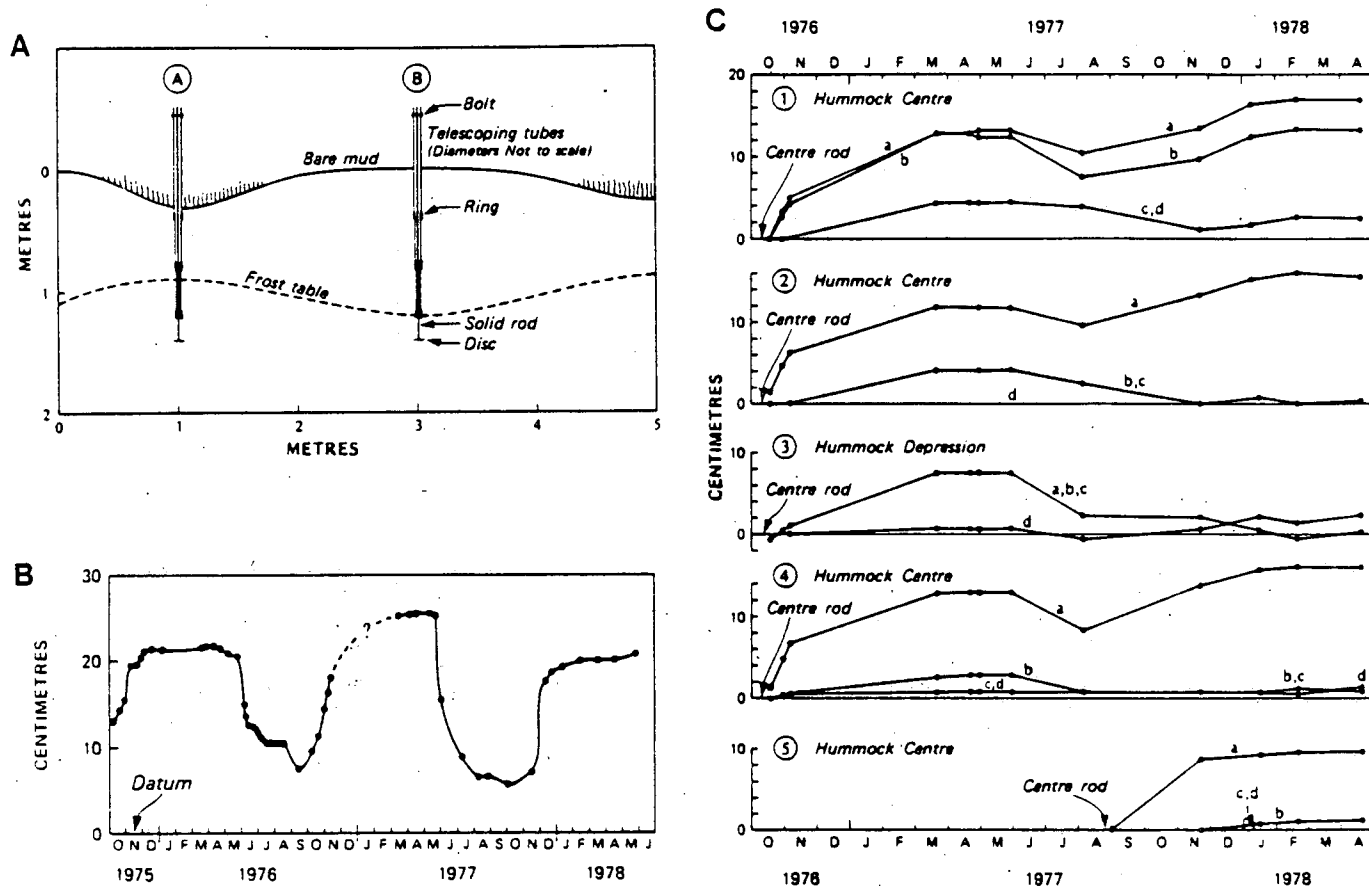 A
A
B
Bolt
Telescoping tubes
(Diameters Not to scale)
Bare mud
Ring
Frost table
Solid rod
Disc
METRES
0
1
2
0 1 2 3 4 5
METRES
B
CENTIMETRES
30
20
10
0
?
Datum
O N D J F M A M J J A S O N D J F M A M J J A S O N D J F M A M J
1975 1976 1977 1978
C
1976 1977 1978
O N D J F M A M J J A S O N D J F M A
CENTIMETRES
20
10
0
1 Hummock Centre
Centre rod
a
b
a
b
c,d
2 Hummock Centre
10
0
Centre rod
a
b,c
d
3 Hummock Depression
10
0
Centre rod
a,b,c
d
4 Hummock Centre
10
0
Centre rod
a
b
c,d
b,c
d
5 Hummock Centre
10
0
Centre rod
a
c,d
b
O N D J F M A M J J A S O N D J F M A
1976 1977 1978